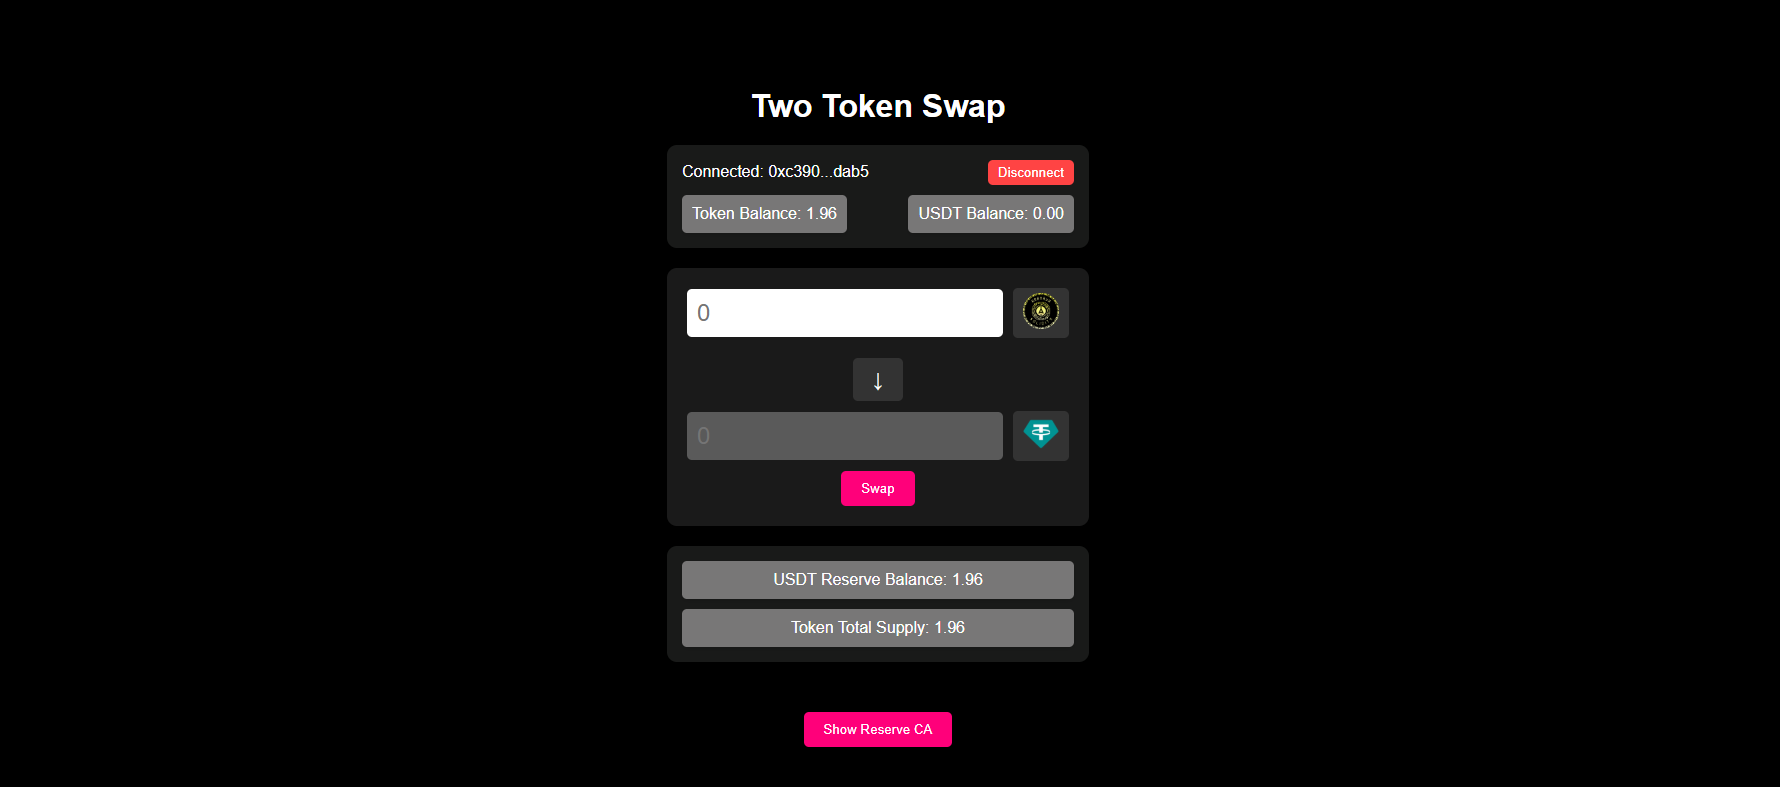 Two Token Swap
Connected: 0xc390...dab5
Disconnect
Token Balance: 1.96
USDT Balance: 0.00
0
↓
0
Swap
USDT Reserve Balance: 1.96
Token Total Supply: 1.96
Show Reserve CA